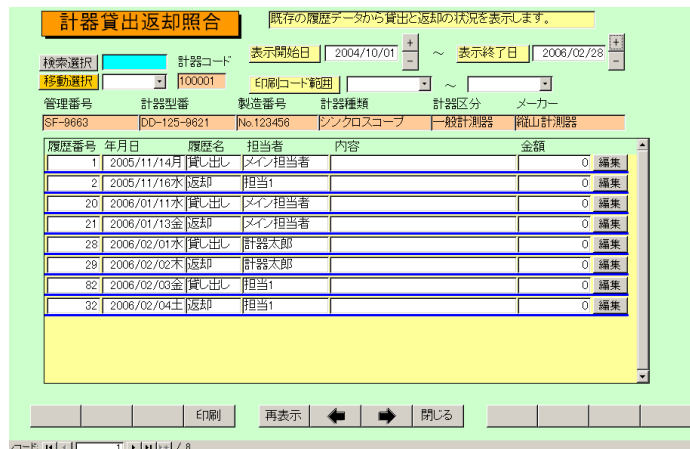 計器貸出返却照合
既存の履歴データから貸出と返却の状況を表示します。
表示開始日 2004/10/01 + - ～ 表示終了日 2006/02/28 + -
検索選択 計器コード
移動選択 100001 印刷コード範囲 ～
管理番号 計器型番 製造番号 計器種類 計器区分 メーカー
SF-9663 DD-125-9621 No.123456 シンクロスコープ 一般計測器 縦山計測器
履歴番号 年月日 履歴名 担当者 内容 金額
1 2005/11/14月 貸し出し メイン担当者 0 編集
2 2005/11/16水 返却 担当1 0 編集
20 2006/01/11水 貸し出し メイン担当者 0 編集
21 2006/01/13金 返却 メイン担当者 0 編集
28 2006/02/01水 貸し出し 計器太郎 0 編集
29 2006/02/02木 返却 計器太郎 0 編集
82 2006/02/03金 貸し出し 担当1 0 編集
32 2006/02/04土 返却 担当1 0 編集
印刷 再表示 閉じる
1 / 8